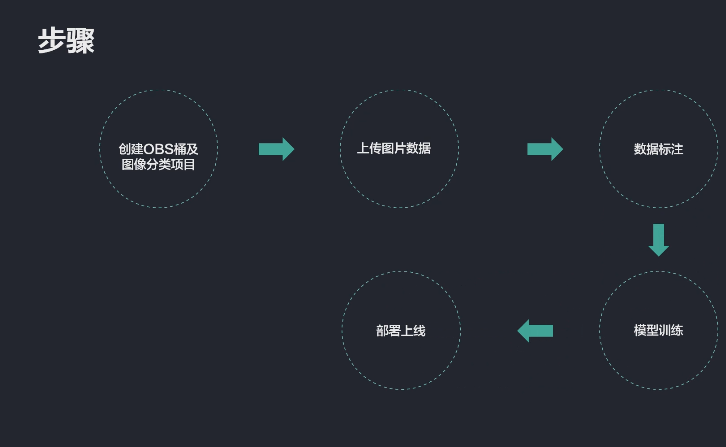 步骤
创建OBS桶及
图像分类项目
上传图片数据
数据标注
模型训练
部署上线